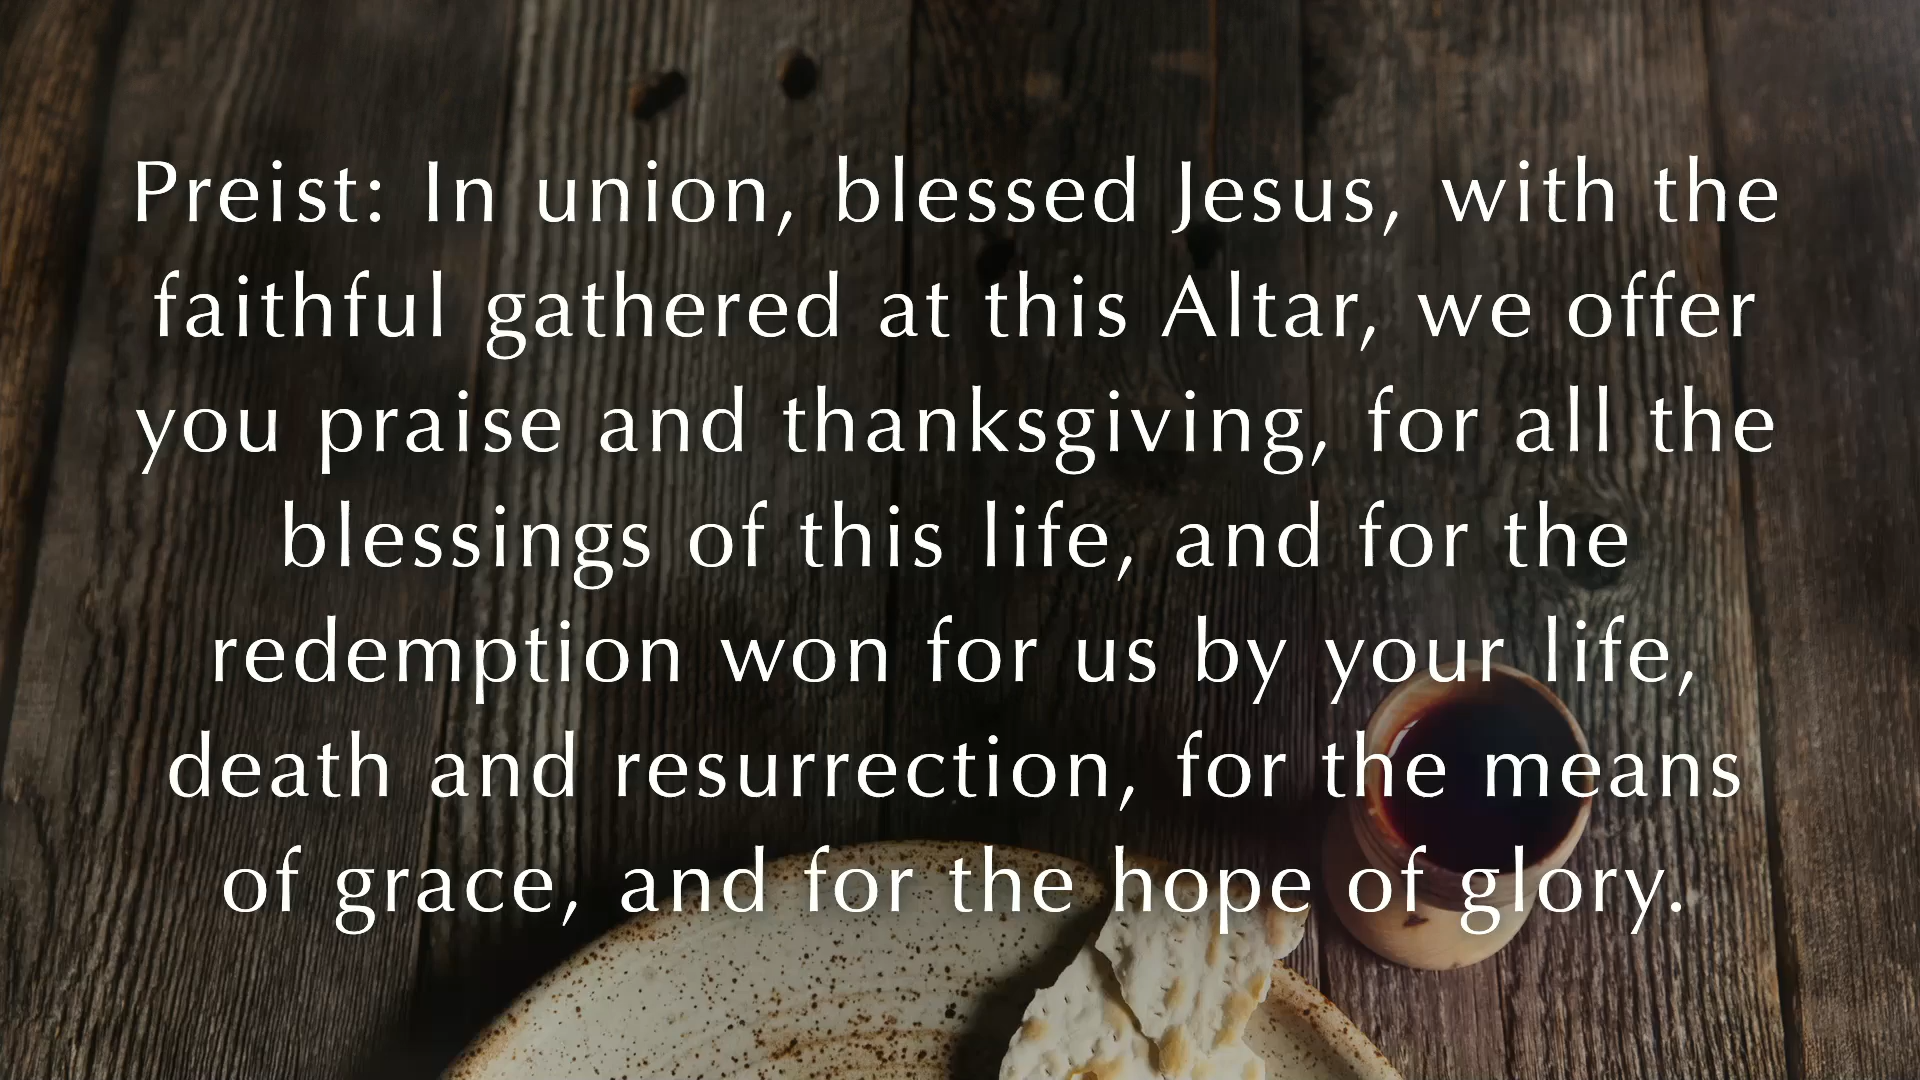 Preist: In union, blessed Jesus, with the
faithful gathered at this Altar, we offer
you praise and thanksgiving, for all the
blessings of this life, and for the
redemption won for us by your life,
death and resurrection, for the means
of grace, and for the hope of glory.